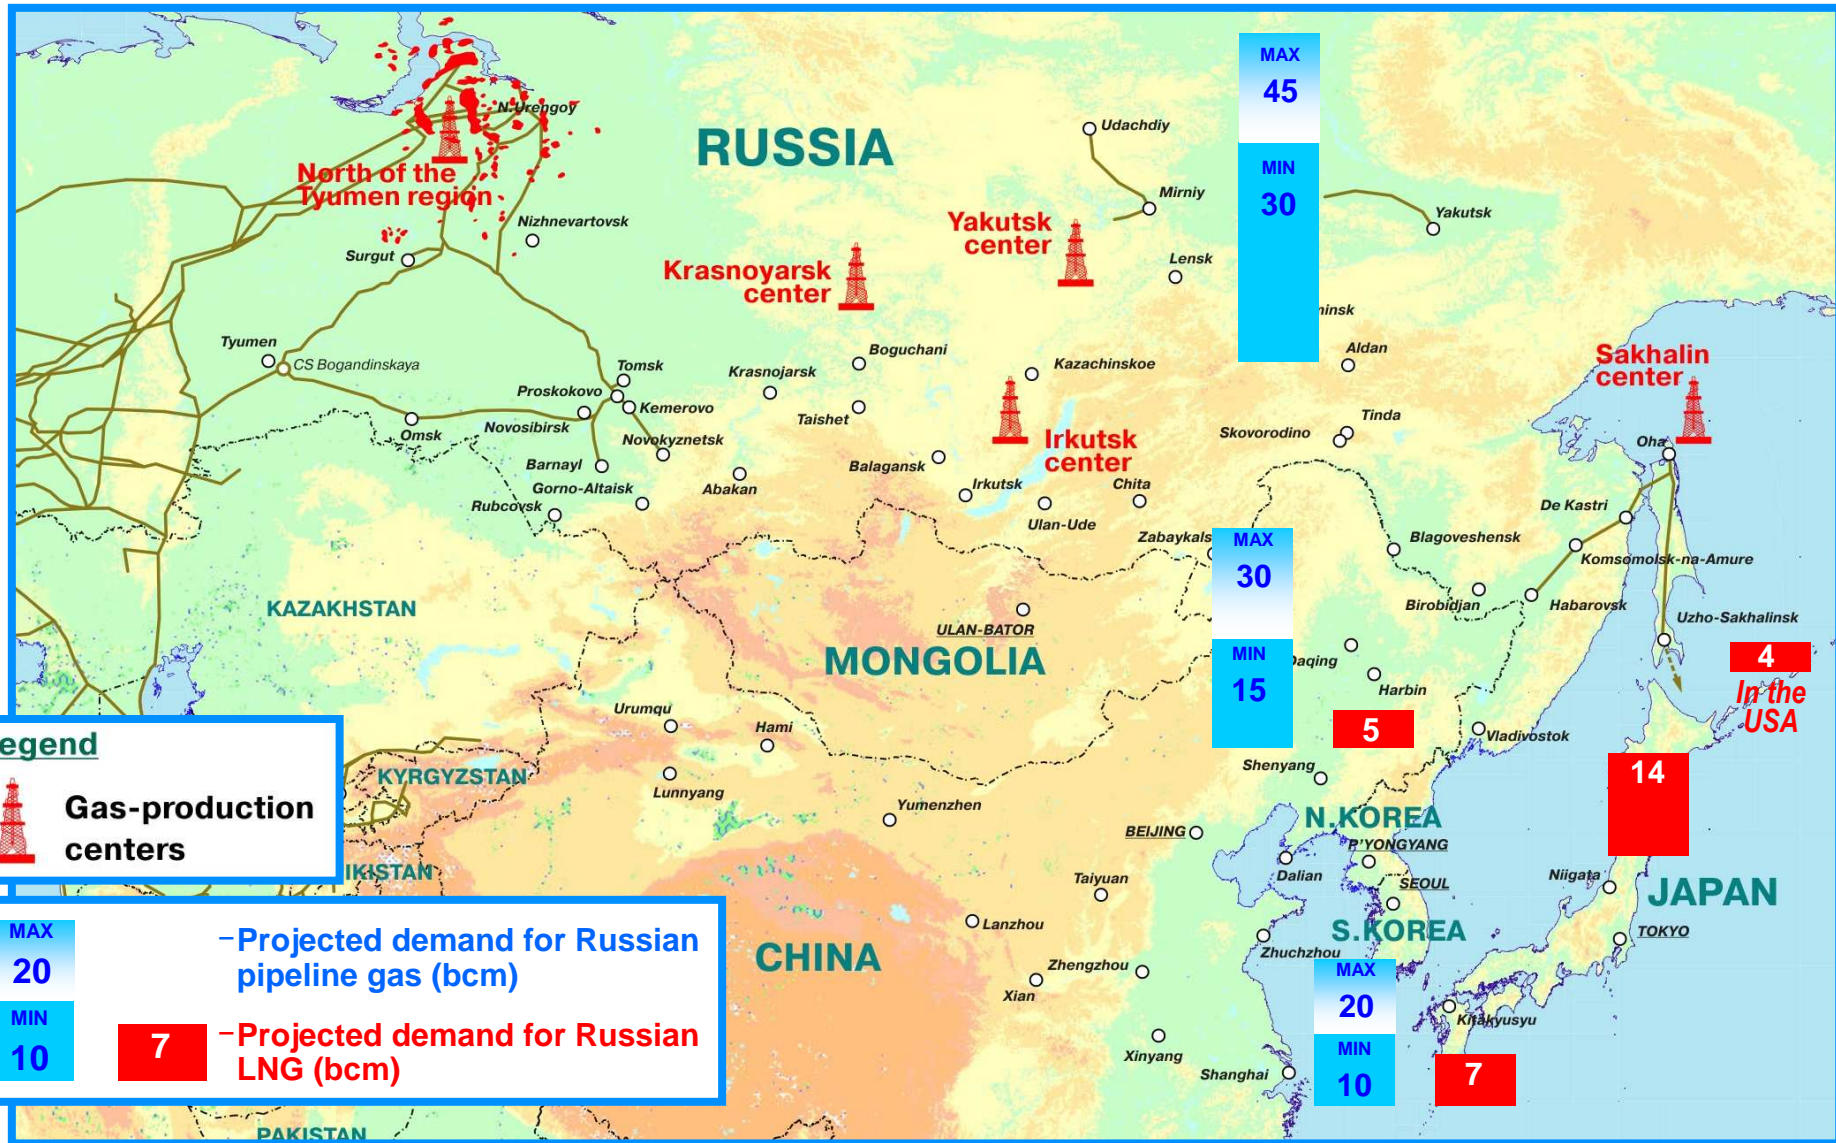 MAX
45
MIN
30
N.Urengoy
RUSSIA
Udachdiy
North of the
Tyumen region
Mirniy
Nizhnevartovsk
Yakutsk
center
Yakutsk
Surgut
Krasnoyarsk
center
Lensk
minsk
Tyumen
CS Bogandinskaya
Tomsk
Boguchani
Kazachinskoe
Aldan
Sakhalin
center
Krasnojarsk
Proskokovo
Kemerovo
Taishet
Tinda
Omsk
Novosibirsk
Novokyznetsk
Skovorodino
Oha
Irkutsk
center
Barnayl
Balagansk
Gorno-Altaisk
Abakan
Irkutsk
Chita
Rubcovsk
Ulan-Ude
De Kastri
Zabaykals
Blagoveshensk
Komsomolsk-na-Amure
MAX
30
MIN
15
KAZAKHSTAN
ULAN-BATOR
Birobidjan
Habarovsk
Uzho-Sakhalinsk
MONGOLIA
Daqing
Harbin
4
In the
USA
Urumqu
Hami
5
Vladivostok
Shenyang
14
egend
KYRGYZSTAN
Lunnyang
Yumenzhen
Gas-production
centers
BEIJING
N.KOREA
P'YONGYANG
IKISTAN
Taiyuan
Dalian
SEOUL
Niigata
JAPAN
Lanzhou
S.KOREA
TOKYO
CHINA
Zhengzhou
Zhuchzhou
Xian
MAX
20
MIN
10
Kitakyusyu
Xinyang
Shanghai
7
MAX
20
MIN
10
–Projected demand for Russian
pipeline gas (bcm)
7
–Projected demand for Russian
LNG (bcm)
PAKISTAN